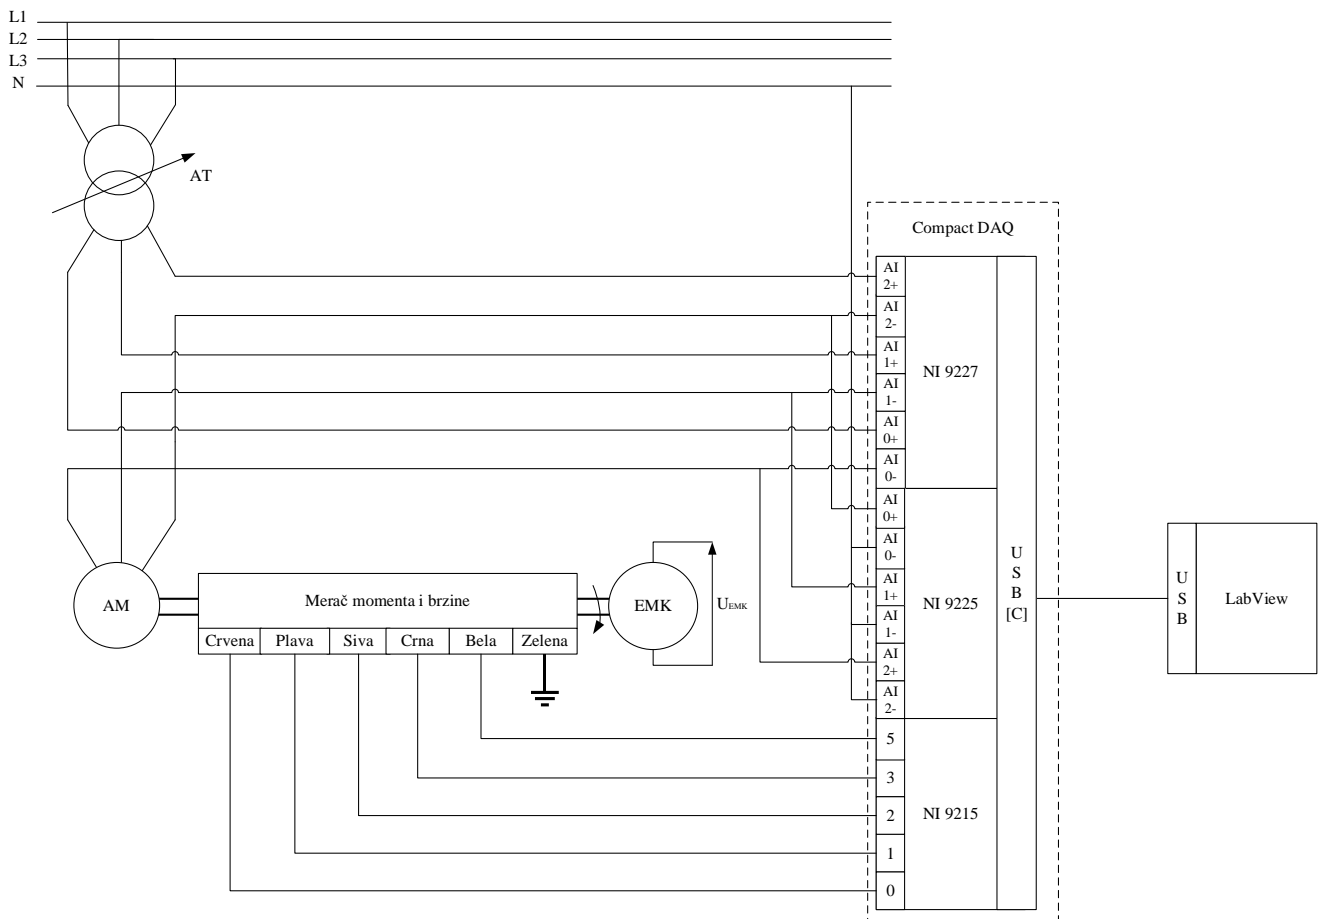 L1
L2
L3
N
AT
Compact DAQ
AI
2+
AI
2-
AI
1+
AI
1-
AI
0+
AI
0-
NI 9227
AI
0+
AI
0-
AI
1+
AI
1-
AI
2+
AI
2-
NI 9225
5
3
2
1
0
NI 9215
U
S
B
[C]
U
S
B
LabView
AM
Merač momenta i brzine
Crvena
Plava
Siva
Crna
Bela
Zelena
EMK
UEMK